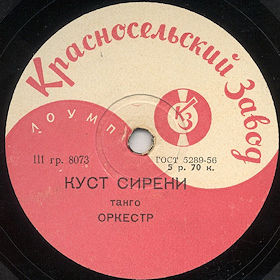 Красносельский Завод
ЛОУМП
КЗ
III гр. 8073
ГОСТ 5289-56
5 р. 70 к.
КУСТ СИРЕНИ
танго
ОРКЕСТР